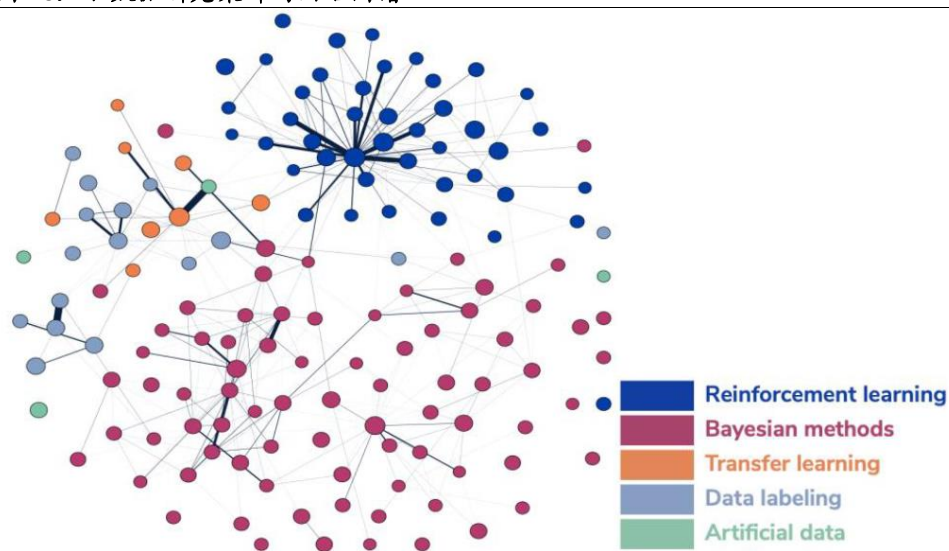 Reinforcement learning
Bayesian methods
Transfer learning
Data labeling
Artificial data